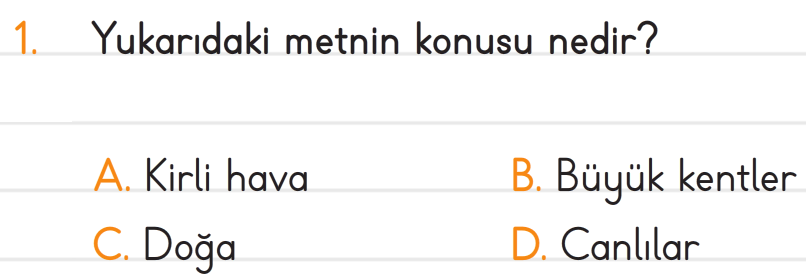 1. Yukarıdaki metnin konusu nedir?
A. Kirli hava B. Büyük kentler
C. Doğa D. Canlılar